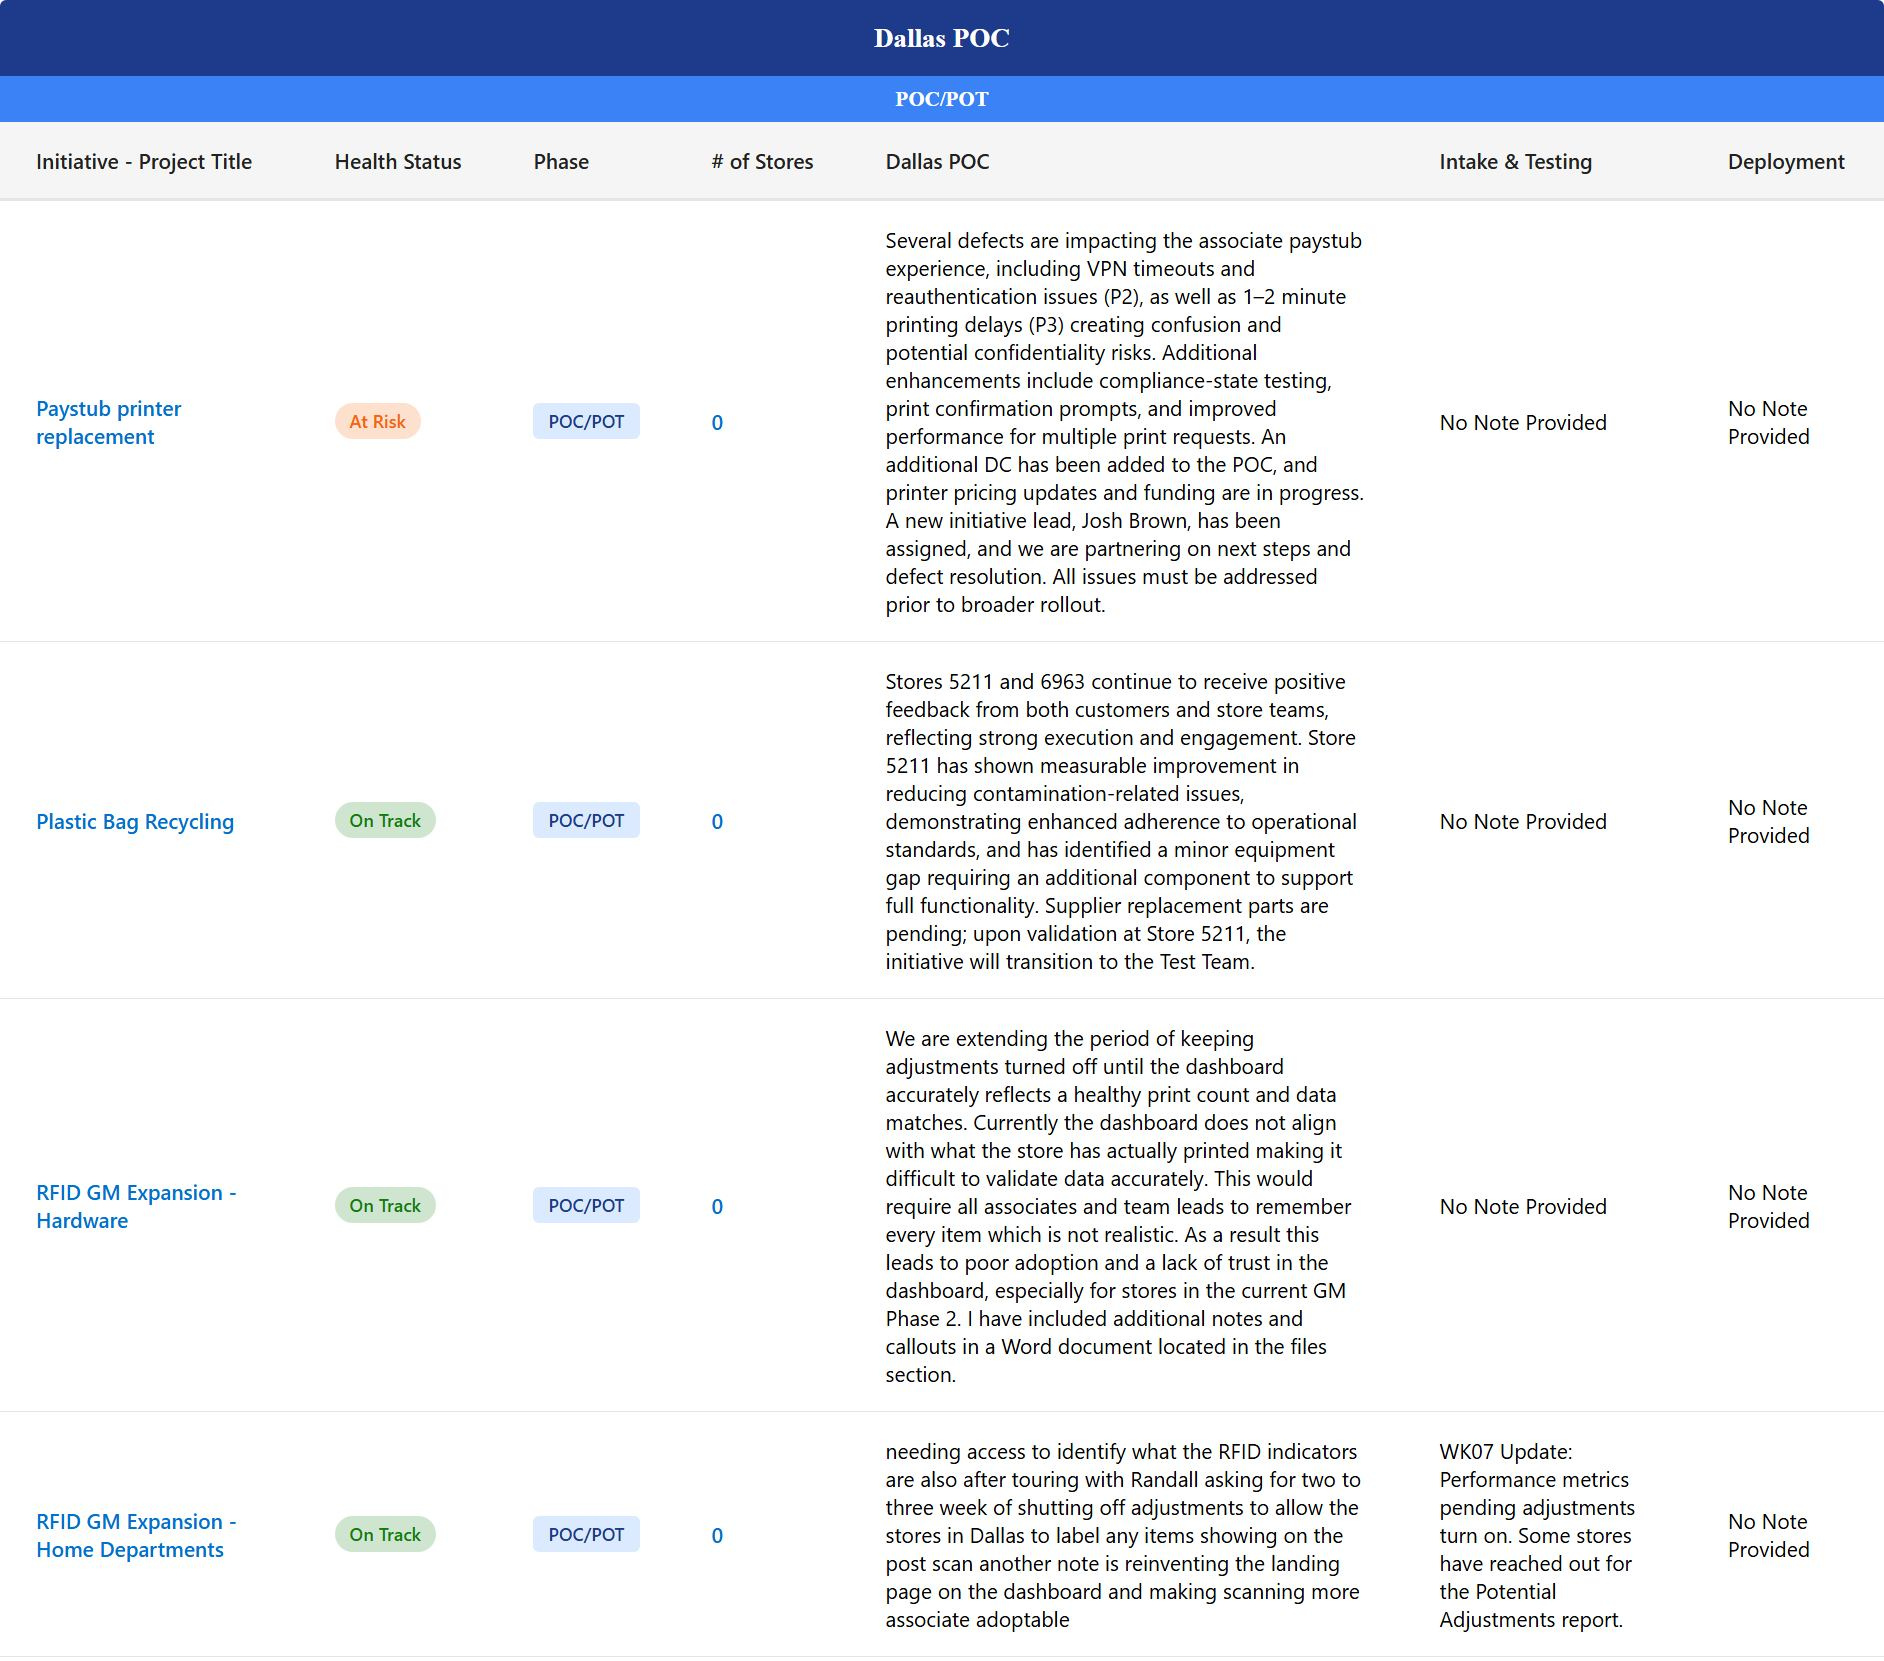 Dallas POC
POC/POT
Initiative - Project Title
Health Status
Phase
# of Stores
Dallas POC
Intake & Testing
Deployment
Paystub printer
replacement
At Risk
POC/POT
0
Several defects are impacting the associate paystub
experience, including VPN timeouts and
reauthentication issues (P2), as well as 1–2 minute
printing delays (P3) creating confusion and
potential confidentiality risks. Additional
enhancements include compliance-state testing,
print confirmation prompts, and improved
performance for multiple print requests. An
additional DC has been added to the POC, and
printer pricing updates and funding are in progress.
A new initiative lead, Josh Brown, has been
assigned, and we are partnering on next steps and
defect resolution. All issues must be addressed
prior to broader rollout.
No Note Provided
No Note
Provided
Plastic Bag Recycling
On Track
POC/POT
0
Stores 5211 and 6963 continue to receive positive
feedback from both customers and store teams,
reflecting strong execution and engagement. Store
5211 has shown measurable improvement in
reducing contamination-related issues,
demonstrating enhanced adherence to operational
standards, and has identified a minor equipment
gap requiring an additional component to support
full functionality. Supplier replacement parts are
pending; upon validation at Store 5211, the
initiative will transition to the Test Team.
No Note Provided
No Note
Provided
RFID GM Expansion -
Hardware
On Track
POC/POT
0
We are extending the period of keeping
adjustments turned off until the dashboard
accurately reflects a healthy print count and data
matches. Currently the dashboard does not align
with what the store has actually printed making it
difficult to validate data accurately. This would
require all associates and team leads to remember
every item which is not realistic. As a result this
leads to poor adoption and a lack of trust in the
dashboard, especially for stores in the current GM
Phase 2. I have included additional notes and
callouts in a Word document located in the files
section.
No Note Provided
No Note
Provided
RFID GM Expansion -
Home Departments
On Track
POC/POT
0
needing access to identify what the RFID indicators
are also after touring with Randall asking for two to
three week of shutting off adjustments to allow the
stores in Dallas to label any items showing on the
post scan another note is reinventing the landing
page on the dashboard and making scanning more
associate adoptable
WK07 Update:
Performance metrics
pending adjustments
turn on. Some stores
have reached out for
the Potential
Adjustments report.
No Note
Provided